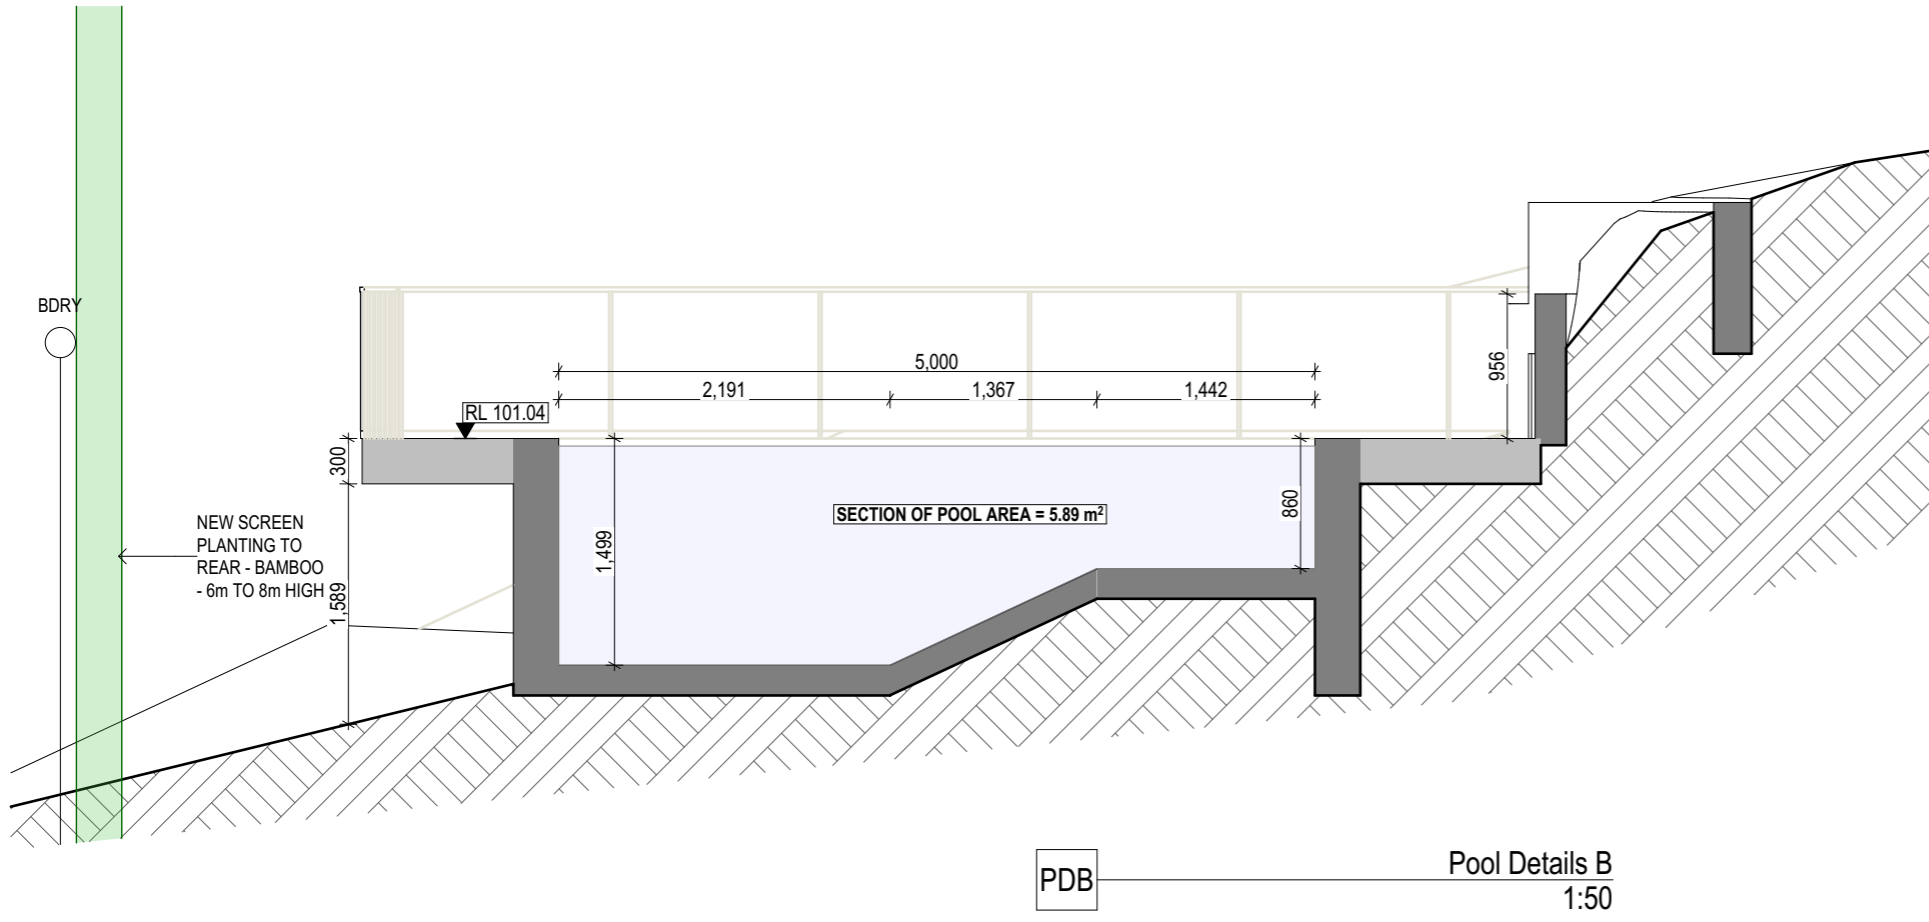 BDRY
5,000
2,191
1,367
1,442
956
RL 101.04
300
860
SECTION OF POOL AREA = 5.89 m²
1,499
NEW SCREEN
PLANTING TO
REAR - BAMBOO
- 6m TO 8m HIGH
1,589
PDB
Pool Details B
1:50